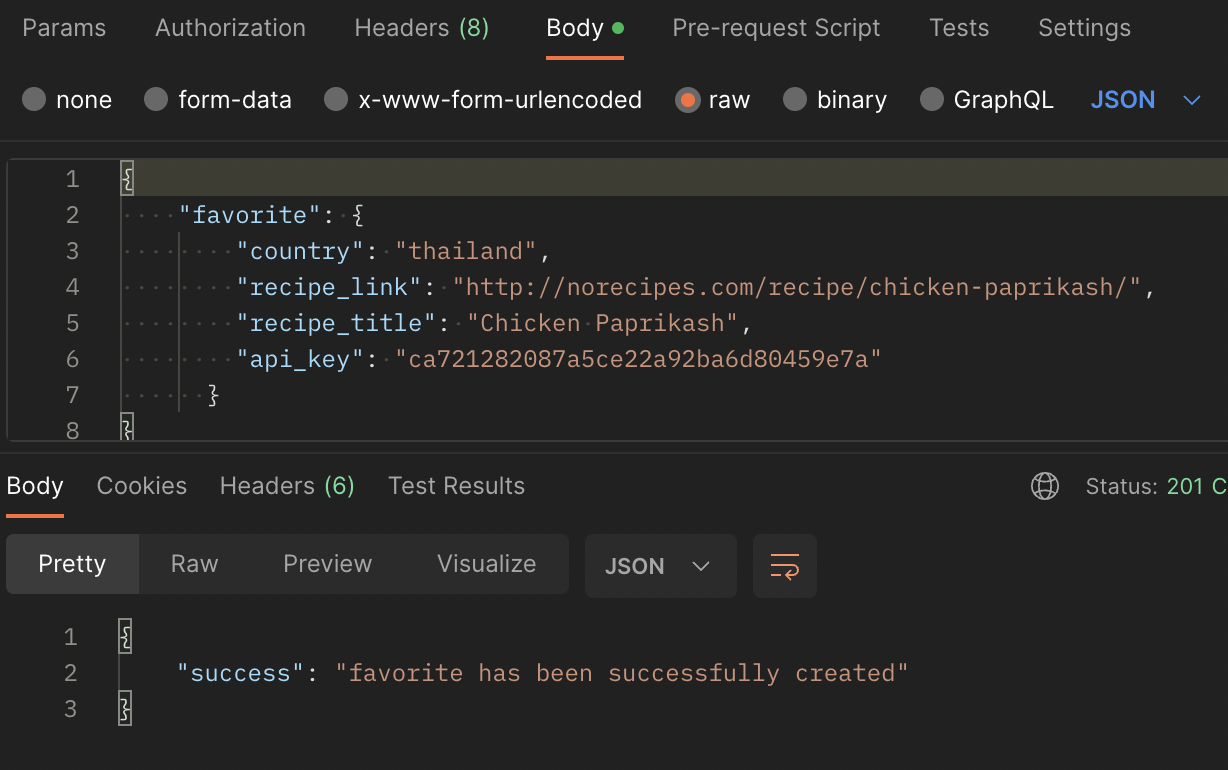 Params Authorization Headers (8) Body Pre-request Script Tests Settings
none form-data x-www-form-urlencoded raw binary GraphQL JSON
1 {
2 "favorite": {
3 "country": "thailand",
4 "recipe_link": "http://norecipes.com/recipe/chicken-paprikash/",
5 "recipe_title": "Chicken Paprikash",
6 "api_key": "ca721282087a5ce22a92ba6d80459e7a"
7 }
8 }
Body Cookies Headers (6) Test Results Status: 201 C
Pretty Raw Preview Visualize JSON
1 {
2 "success": "favorite has been successfully created"
3 }